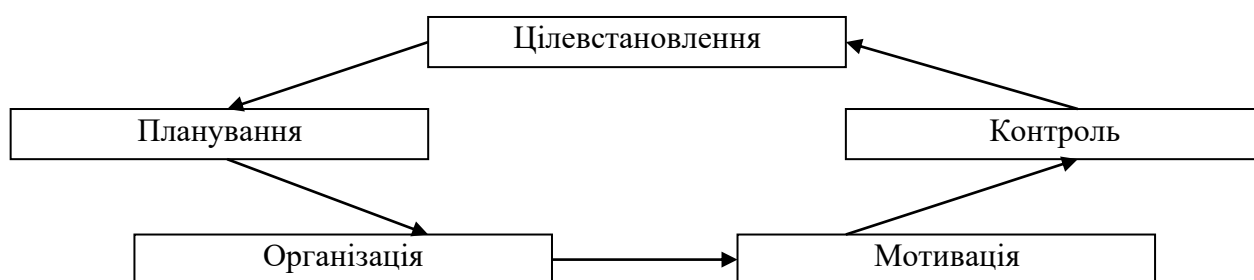 Цілевстановлення
Планування
Контроль
Організація
Мотивація